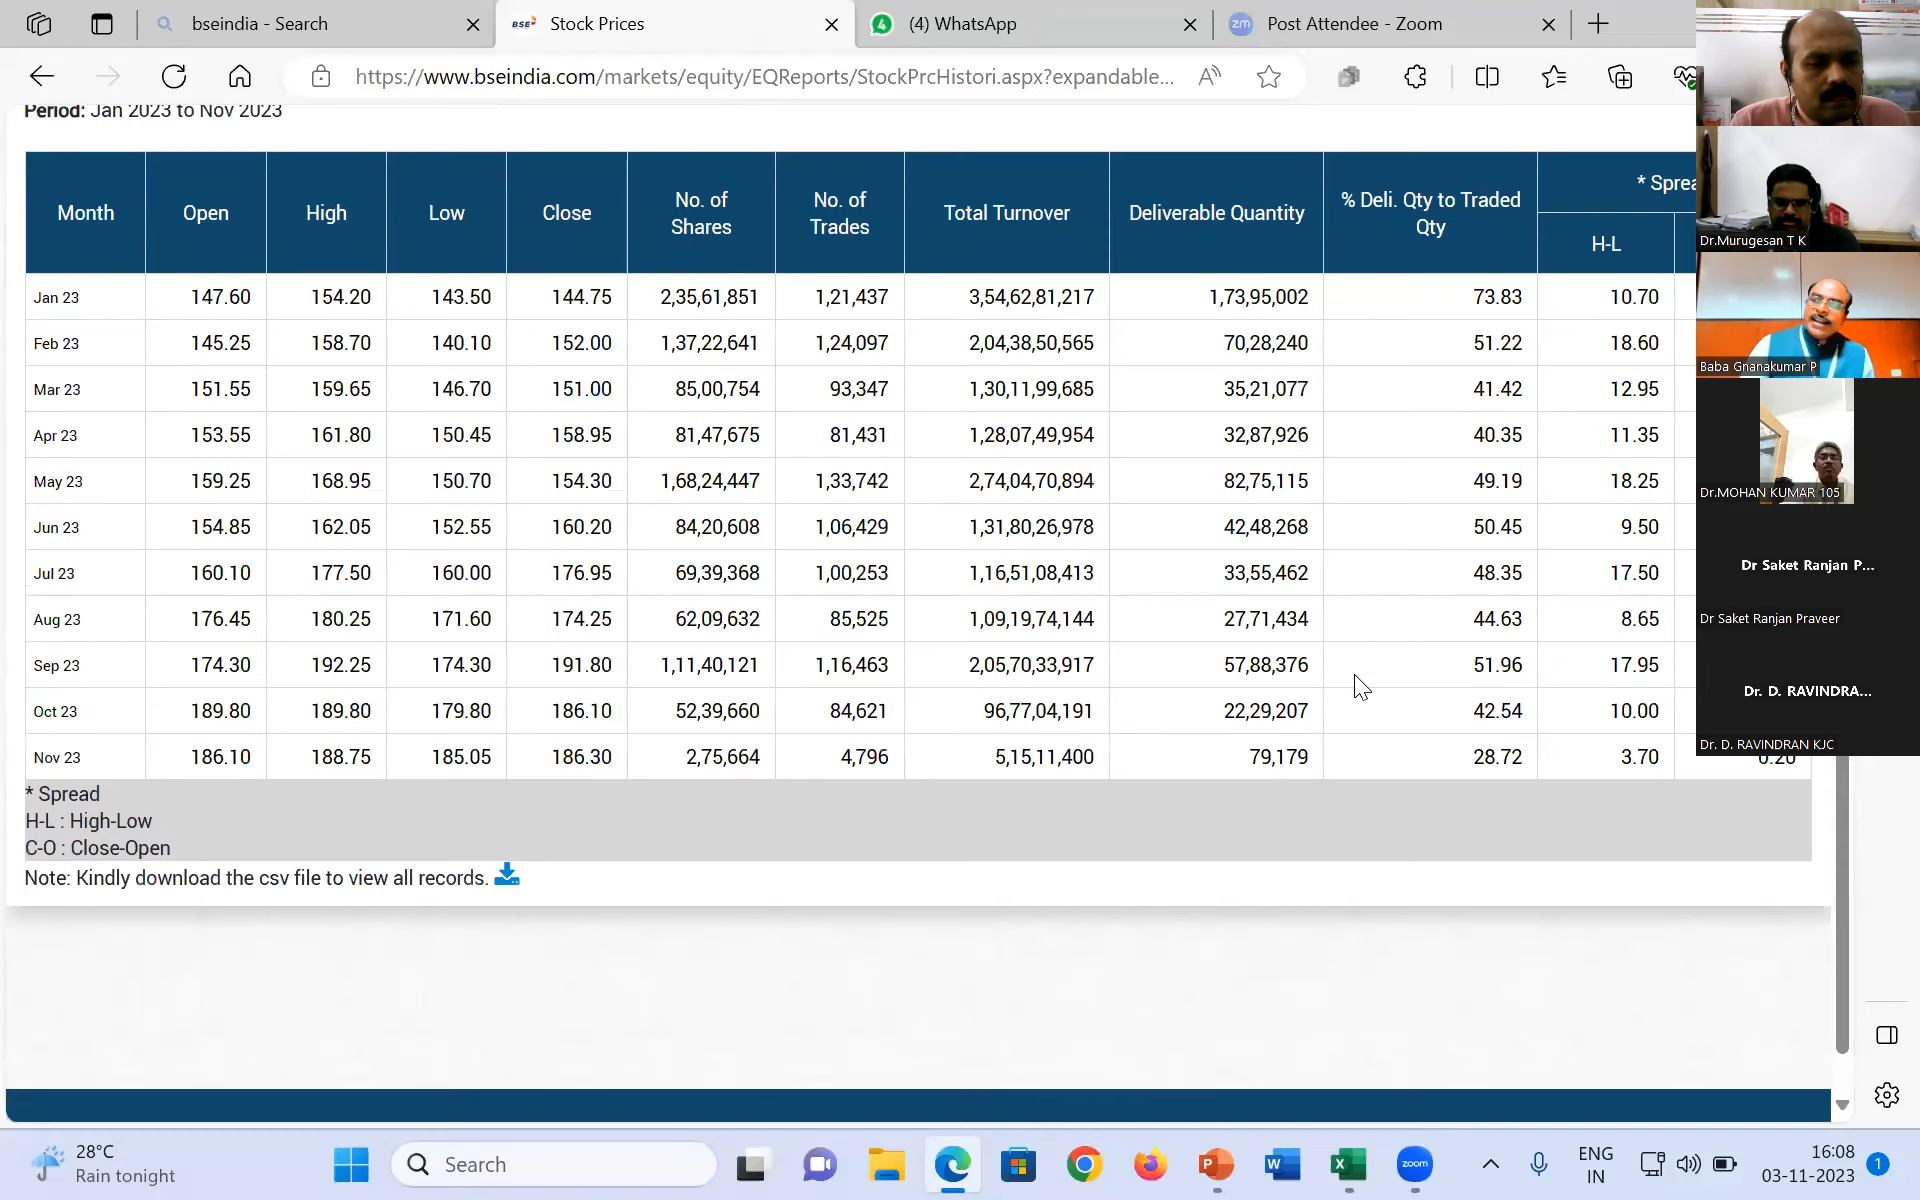 bseindia - Search
BSE Stock Prices
4 (4) WhatsApp
zm Post Attendee - Zoom
https://www.bseindia.com/markets/equity/EQReports/StockPrcHistori.aspx?expandable...
Period: Jan 2023 to Nov 2023
Month Open High Low Close No. of Shares No. of Trades Total Turnover Deliverable Quantity % Deli. Qty to Traded Qty
H-L
Jan 23 147.60 154.20 143.50 144.75 2,35,61,851 1,21,437 3,54,62,81,217 1,73,95,002 73.83 10.70
Feb 23 145.25 158.70 140.10 152.00 1,37,22,641 1,24,097 2,04,38,50,565 70,28,240 51.22 18.60
Mar 23 151.55 159.65 146.70 151.00 85,00,754 93,347 1,30,11,99,685 35,21,077 41.42 12.95
Apr 23 153.55 161.80 150.45 158.95 81,47,675 81,431 1,28,07,49,954 32,87,926 40.35 11.35
May 23 159.25 168.95 150.70 154.30 1,68,24,447 1,33,742 2,74,04,70,894 82,75,115 49.19 18.25
Jun 23 154.85 162.05 152.55 160.20 84,20,608 1,06,429 1,31,80,26,978 42,48,268 50.45 9.50
Jul 23 160.10 177.50 160.00 176.95 69,39,368 1,00,253 1,16,51,08,413 33,55,462 48.35 17.50
Aug 23 176.45 180.25 171.60 174.25 62,09,632 85,525 1,09,19,74,144 27,71,434 44.63 8.65
Sep 23 174.30 192.25 174.30 191.80 1,11,40,121 1,16,463 2,05,70,33,917 57,88,376 51.96 17.95
Oct 23 189.80 189.80 179.80 186.10 52,39,660 84,621 96,77,04,191 22,29,207 42.54 10.00
Nov 23 186.10 188.75 185.05 186.30 2,75,664 4,796 5,15,11,400 79,179 28.72 3.70 0.20
* Spread
H-L : High-Low
C-O : Close-Open
Note: Kindly download the csv file to view all records.
Dr.Murugesan T K
Baba Gnanakumar P
Dr.MOHAN KUMAR 105
Dr Saket Ranjan P...
Dr Saket Ranjan Praveer
Dr. D. RAVINDRA...
Dr. D. RAVINDRAN KJC
28°C
Rain tonight
Search
zoom
ENG
IN
16:08
03-11-2023
1